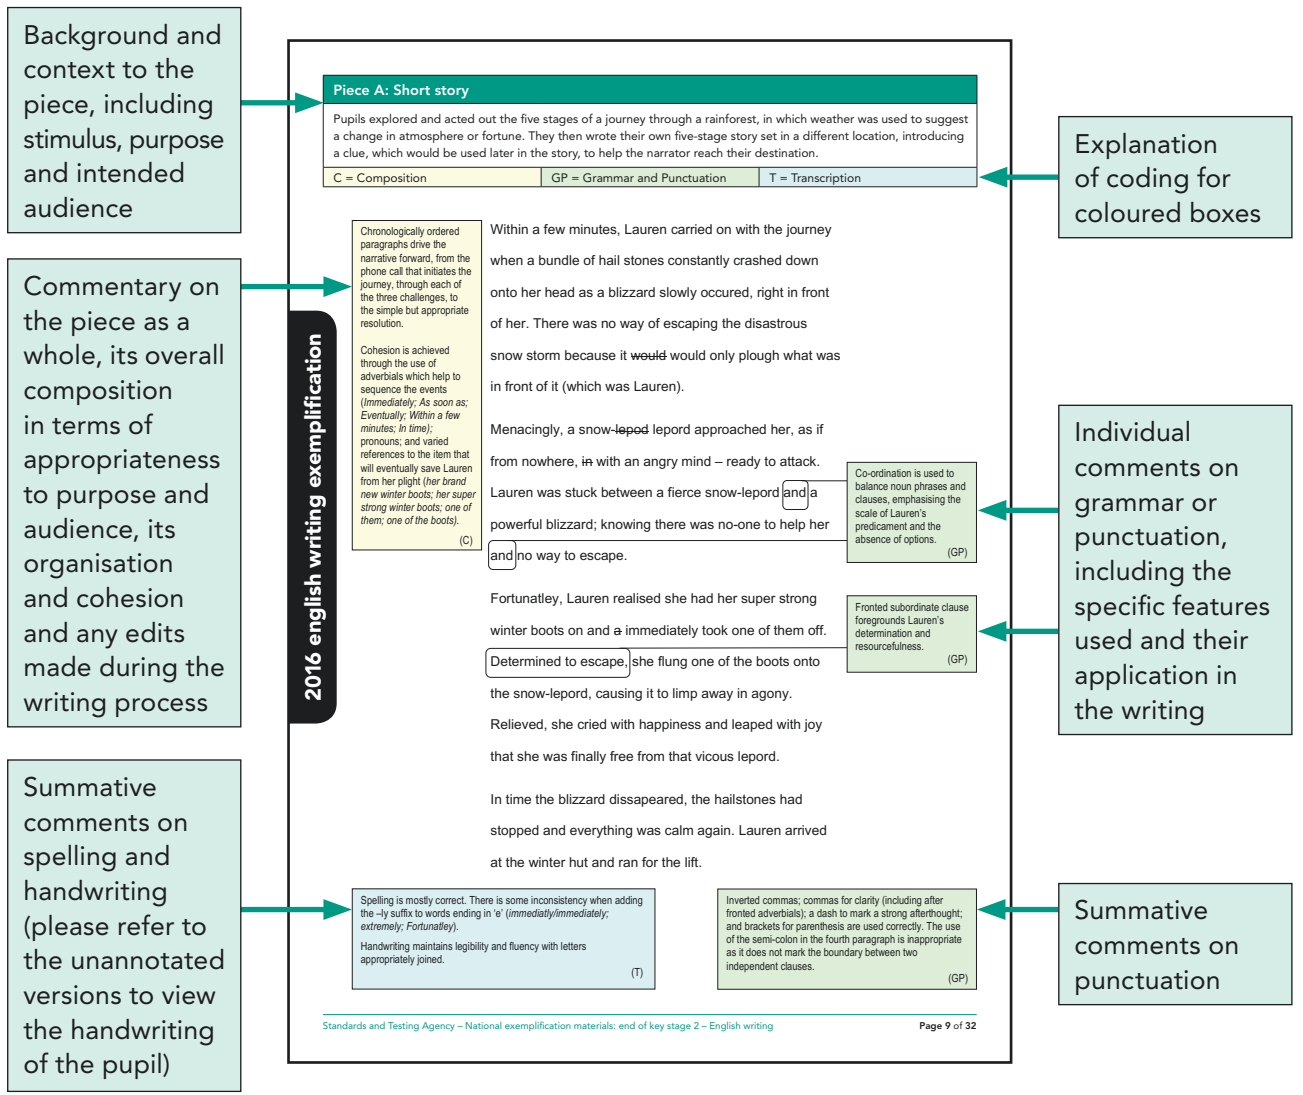 Background and
context to the
piece, including
stimulus, purpose
and intended
audience
Commentary on
the piece as a
whole, its overall
composition
in terms of
appropriateness
to purpose and
audience, its
organisation
and cohesion
and any edits
made during the
writing process
Summative
comments on
spelling and
handwriting
(please refer to
the unannotated
versions to view
the handwriting
of the pupil)
2016 english writing exemplification
Piece A: Short story
Pupils explored and acted out the five stages of a journey through a rainforest, in which weather was used to suggest
a change in atmosphere or fortune. They then wrote their own five-stage story set in a different location, introducing
a clue, which would be used later in the story, to help the narrator reach their destination.
C = Composition GP = Grammar and Punctuation T = Transcription
Chronologically ordered
paragraphs drive the
narrative forward, from the
phone call that initiates the
journey, through each of
the three challenges, to
the simple but appropriate
resolution.
Cohesion is achieved
through the use of
adverbials which help to
sequence the events
(Immediately; As soon as;
Eventually; Within a few
minutes; In time);
pronouns; and varied
references to the item that
will eventually save Lauren
from her plight (her brand
new winter boots; her super
strong winter boots; one of
them; one of the boots).
(C)
Within a few minutes, Lauren carried on with the journey
when a bundle of hail stones constantly crashed down
onto her head as a blizzard slowly occured, right in front
of her. There was no way of escaping the disastrous
snow storm because it would would only plough what was
in front of it (which was Lauren).
Menacingly, a snow-lepod lepord approached her, as if
from nowhere, in with an angry mind – ready to attack.
Lauren was stuck between a fierce snow-lepord and a
powerful blizzard; knowing there was no-one to help her
and no way to escape.
Fortunatley, Lauren realised she had her super strong
winter boots on and a immediately took one of them off.
Determined to escape, she flung one of the boots onto
the snow-lepord, causing it to limp away in agony.
Relieved, she cried with happiness and leaped with joy
that she was finally free from that vicous lepord.
In time the blizzard dissapeared, the hailstones had
stopped and everything was calm again. Lauren arrived
at the winter hut and ran for the lift.
Co-ordination is used to
balance noun phrases and
clauses, emphasising the
scale of Lauren's
predicament and the
absence of options.
(GP)
Fronted subordinate clause
foregrounds Lauren's
determination and
resourcefulness.
(GP)
Spelling is mostly correct. There is some inconsistency when adding
the –ly suffix to words ending in 'e' (immediatly/immediately;
extremely; Fortunatley).
Handwriting maintains legibility and fluency with letters
appropriately joined.
(T)
Inverted commas; commas for clarity (including after
fronted adverbials); a dash to mark a strong afterthought;
and brackets for parenthesis are used correctly. The use
of the semi-colon in the fourth paragraph is inappropriate
as it does not mark the boundary between two
independent clauses.
(GP)
Standards and Testing Agency – National exemplification materials: end of key stage 2 – English writing
Page 9 of 32
Explanation
of coding for
coloured boxes
Individual
comments on
grammar or
punctuation,
including the
specific features
used and their
application in
the writing
Summative
comments on
punctuation